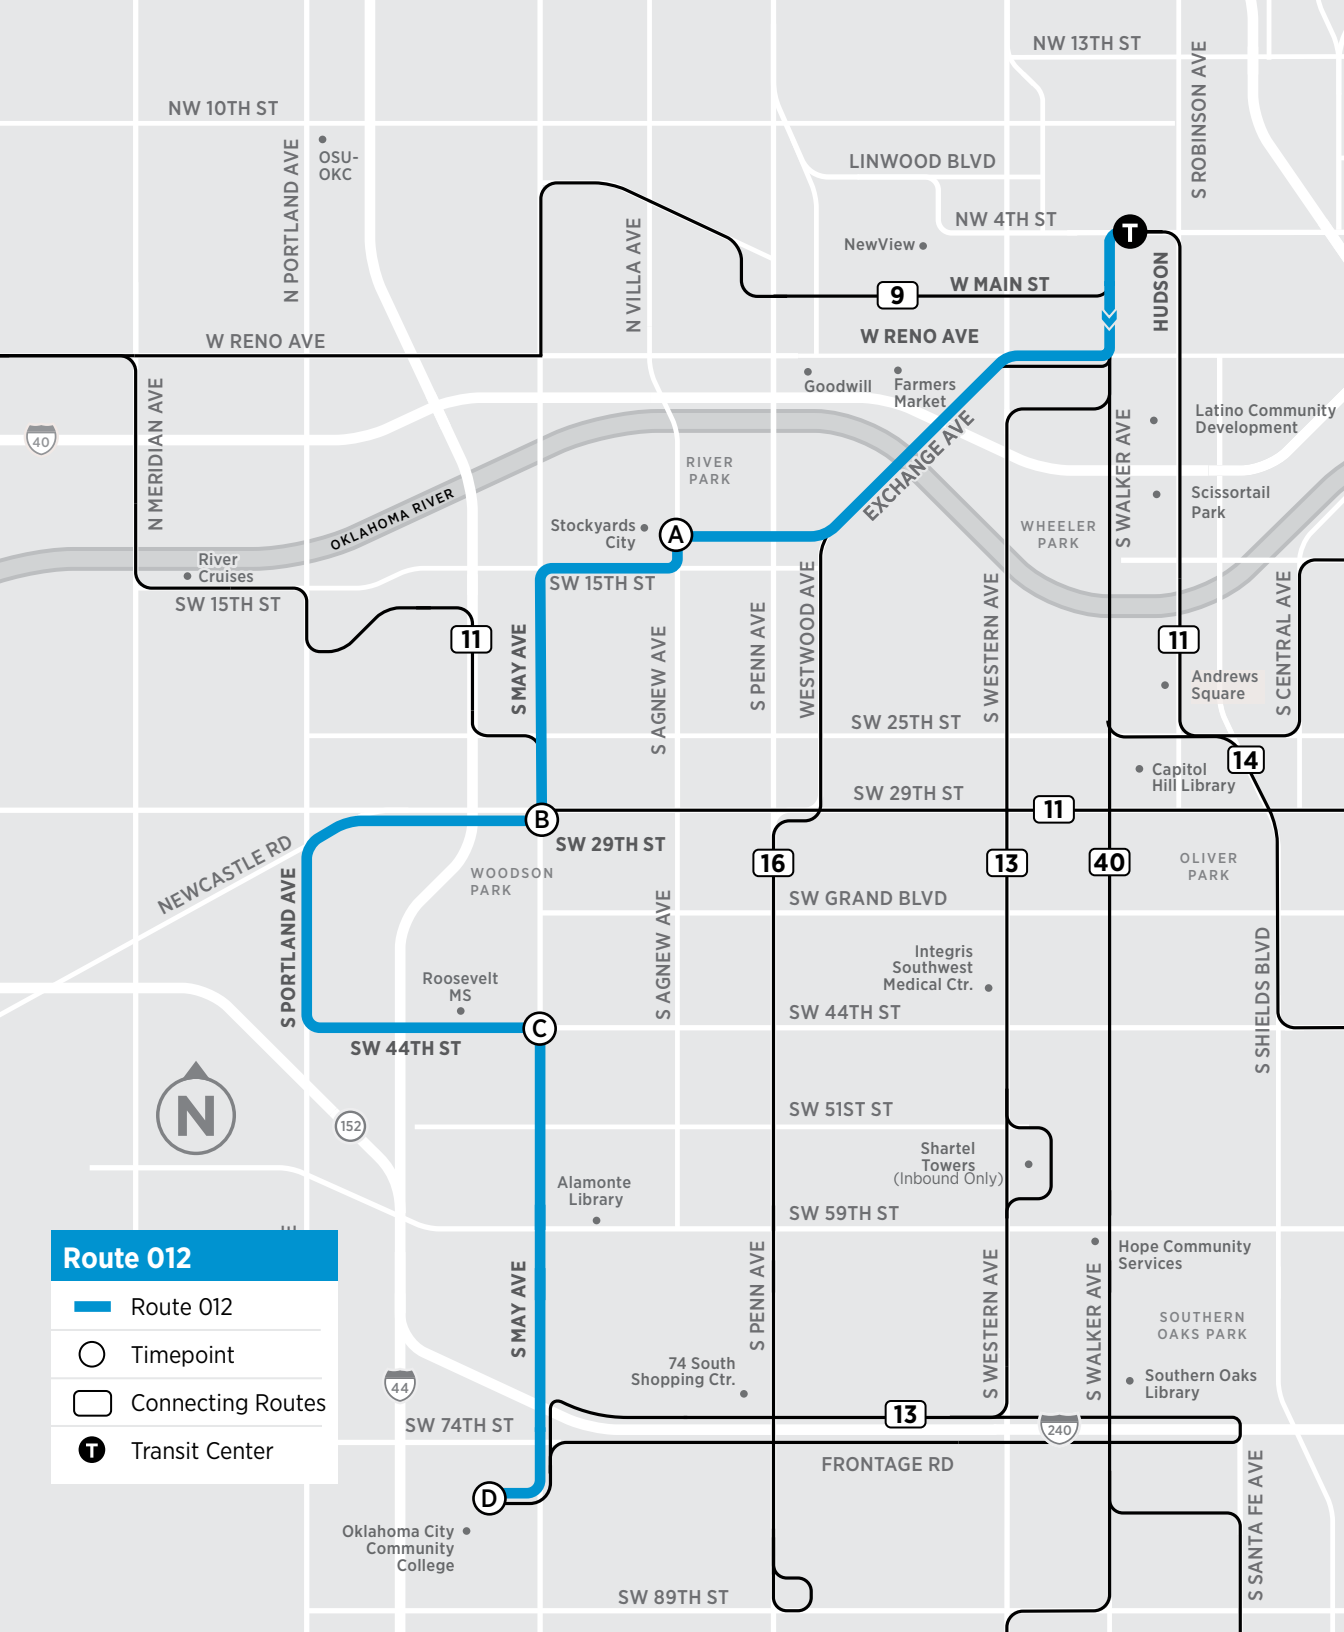 NW 13TH ST
S ROBINSON AVE
NW 10TH ST
N PORTLAND AVE
OSU-
OKC
LINWOOD BLVD
NW 4TH ST
T
N VILLA AVE
NewView
HUDSON
W MAIN ST
9
W RENO AVE
W RENO AVE
Goodwill
Farmers
Market
N MERIDIAN AVE
40
EXCHANGE AVE
S WALKER AVE
Latino Community
Development
RIVER
PARK
Scissortail
Park
OKLAHOMA RIVER
Stockyards
City
A
WHEELER
PARK
River
Cruises
SW 15TH ST
SW 15TH ST
11
S MAY AVE
S AGNEW AVE
S PENN AVE
WESTWOOD AVE
S WESTERN AVE
11
S CENTRAL AVE
Andrews
Square
SW 25TH ST
14
Capitol
Hill Library
SW 29TH ST
11
B
SW 29TH ST
NEWCASTLE RD
WOODSON
PARK
16
13
40
OLIVER
PARK
S PORTLAND AVE
S AGNEW AVE
SW GRAND BLVD
Integris
Southwest
Medical Ctr.
S SHIELDS BLVD
Roosevelt
MS
SW 44TH ST
C
SW 44TH ST
N
152
SW 51ST ST
Shartel
Towers
(Inbound Only)
Alamonte
Library
SW 59TH ST
E
Route 012
Route 012
Timepoint
Connecting Routes
T
Transit Center
S MAY AVE
S PENN AVE
S WESTERN AVE
S WALKER AVE
Hope Community
Services
SOUTHERN
OAKS PARK
74 South
Shopping Ctr.
Southern Oaks
Library
44
SW 74TH ST
13
240
FRONTAGE RD
D
S SANTA FE AVE
Oklahoma City
Community
College
SW 89TH ST